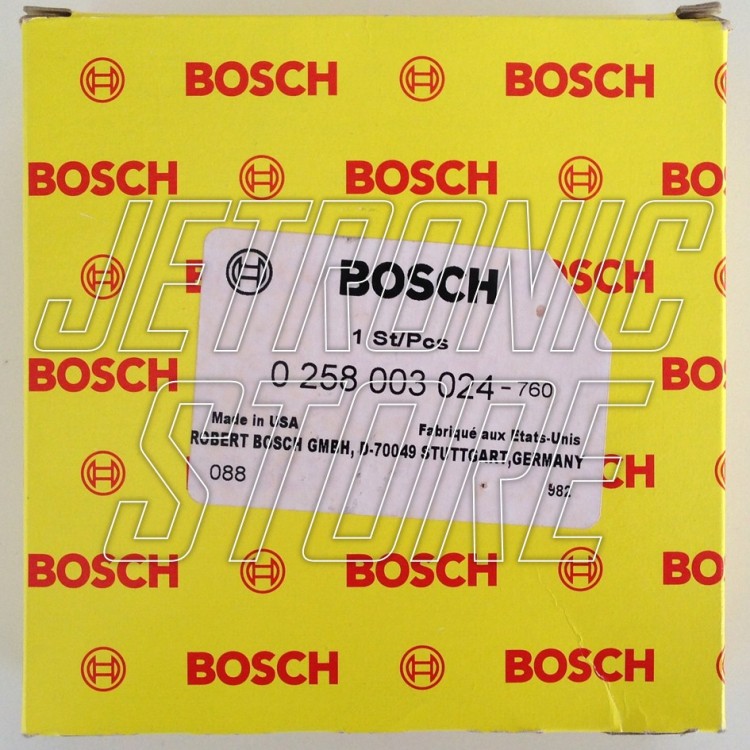 BOSCH BOSCH
BOSCH BOSCH BO
BOSCH
BOSCH OSCH
1 St/Pcs
BOSCH BO
0 258 003 024 - 760
Made in USA Fabriqué aux États-Unis
ROBERT BOSCH GMBH, D-70049 STUTTGART,GERMANY
088 982
BOSCH BOSCH BO
BOSCH BOSCH
JETRONIC
STORE